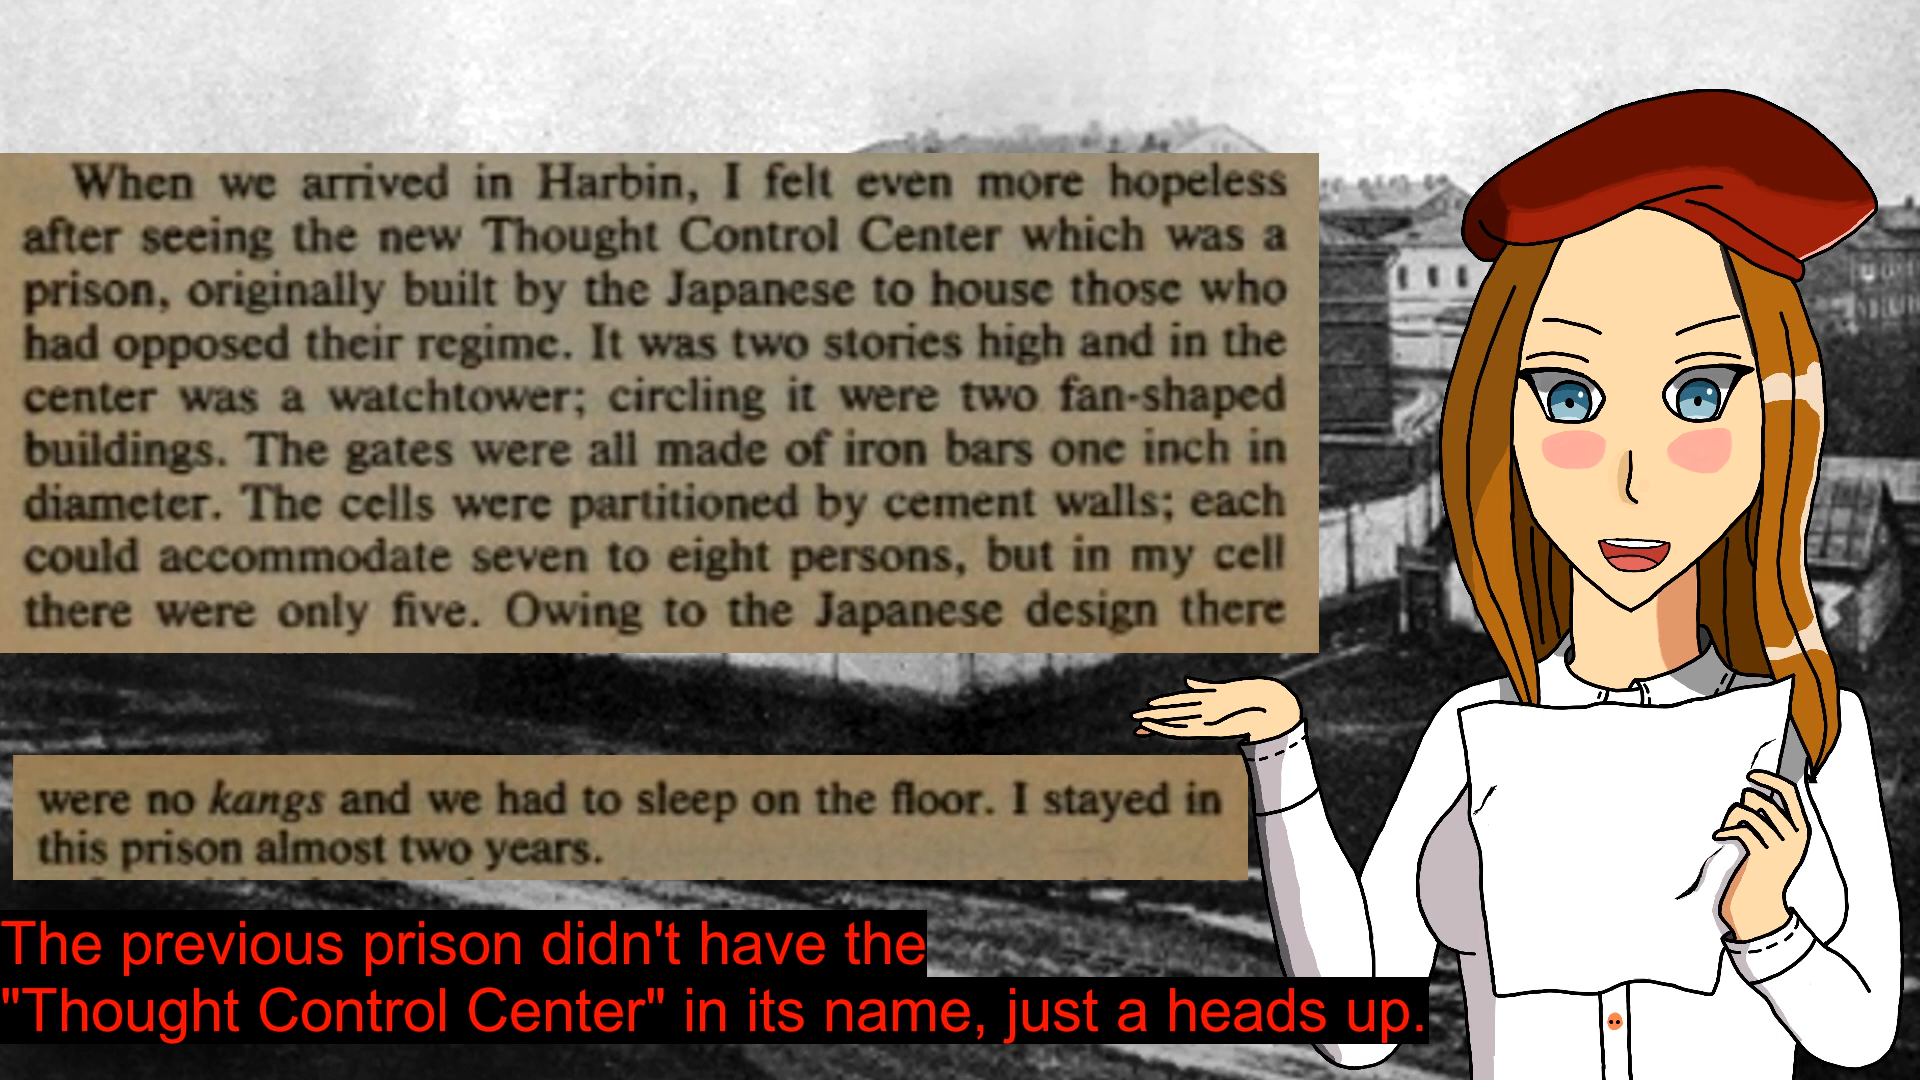 When we arrived in Harbin, I felt even more hopeless
after seeing the new Thought Control Center which was a
prison, originally built by the Japanese to house those who
had opposed their regime. It was two stories high and in the
center was a watchtower; circling it were two fan-shaped
buildings. The gates were all made of iron bars one inch in
diameter. The cells were partitioned by cement walls; each
could accommodate seven to eight persons, but in my cell
there were only five. Owing to the Japanese design there
were no kangs and we had to sleep on the floor. I stayed in
this prison almost two years.
The previous prison didn't have the
"Thought Control Center" in its name, just a heads up.